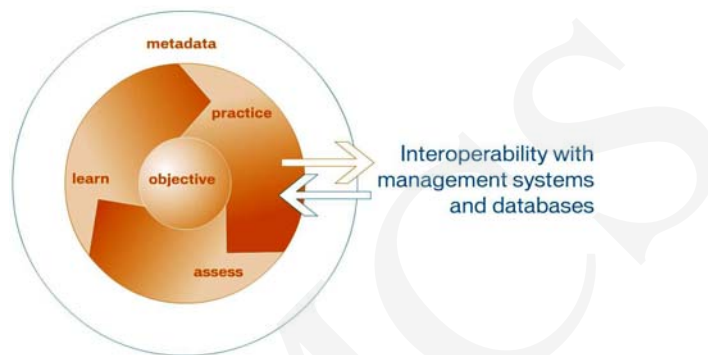 metadata
practice
learn
objective
assess
Interoperability with
management systems
and databases